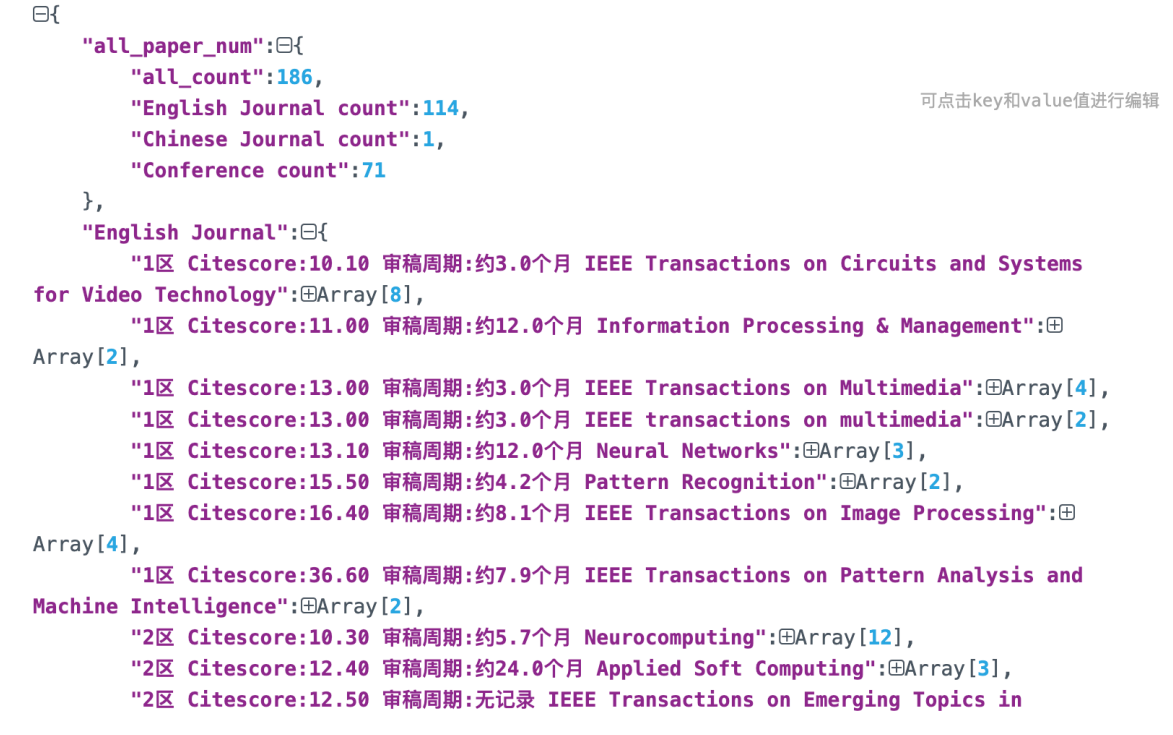 {
"all_paper_num":{
"all_count":186,
可点击key和value值进行编辑
"English Journal count":114,
"Chinese Journal count":1,
"Conference count":71
},
"English Journal":{
"1区 Citescore:10.10 审稿周期:约3.0个月 IEEE Transactions on Circuits and Systems
for Video Technology":Array[8],
"1区 Citescore:11.00 审稿周期:约12.0个月 Information Processing & Management":
Array[2],
"1区 Citescore:13.00 审稿周期:约3.0个月 IEEE Transactions on Multimedia":Array[4],
"1区 Citescore:13.00 审稿周期:约3.0个月 IEEE transactions on multimedia":Array[2],
"1区 Citescore:13.10 审稿周期:约12.0个月 Neural Networks":Array[3],
"1区 Citescore:15.50 审稿周期:约4.2个月 Pattern Recognition":Array[2],
"1区 Citescore:16.40 审稿周期:约8.1个月 IEEE Transactions on Image Processing":
Array[4],
"1区 Citescore:36.60 审稿周期:约7.9个月 IEEE Transactions on Pattern Analysis and
Machine Intelligence":Array[2],
"2区 Citescore:10.30 审稿周期:约5.7个月 Neurocomputing":Array[12],
"2区 Citescore:12.40 审稿周期:约24.0个月 Applied Soft Computing":Array[3],
"2区 Citescore:12.50 审稿周期:无记录 IEEE Transactions on Emerging Topics in